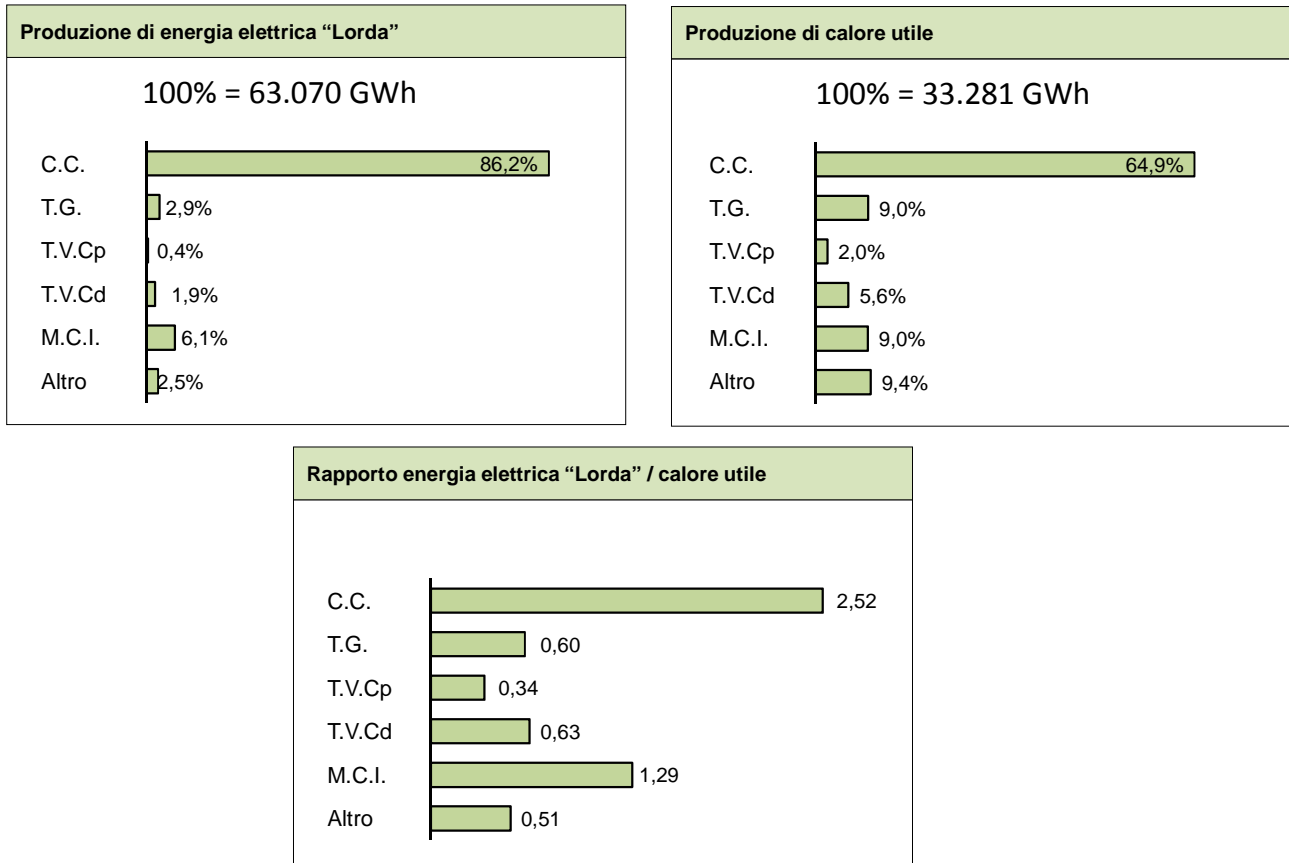 Produzione di energia elettrica “Lorda”
100% = 63.070 GWh
C.C. 86,2%
T.G. 2,9%
T.V.Cp 0,4%
T.V.Cd 1,9%
M.C.I. 6,1%
Altro 2,5%
Produzione di calore utile
100% = 33.281 GWh
C.C. 64,9%
T.G. 9,0%
T.V.Cp 2,0%
T.V.Cd 5,6%
M.C.I. 9,0%
Altro 9,4%
Rapporto energia elettrica “Lorda” / calore utile
C.C. 2,52
T.G. 0,60
T.V.Cp 0,34
T.V.Cd 0,63
M.C.I. 1,29
Altro 0,51